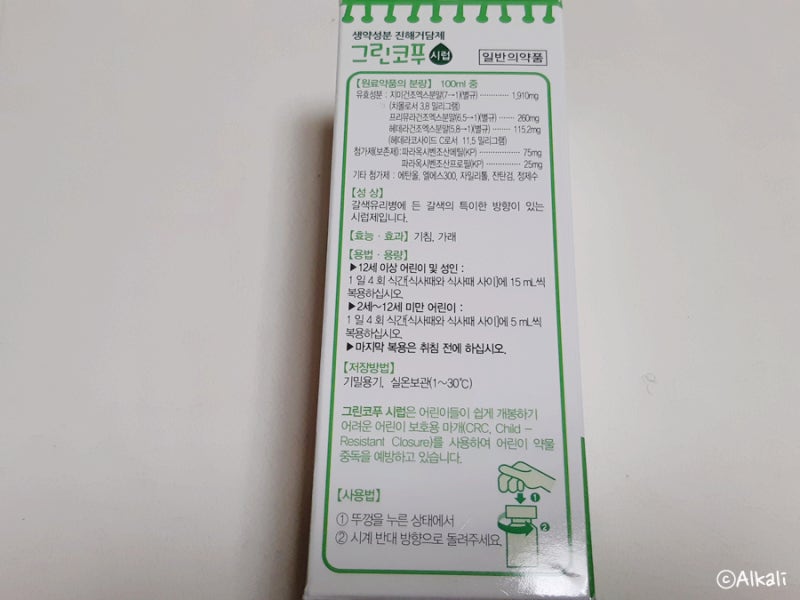 생약성분 진해거담제
그린코푸 시럽
일반의약품
【원료약품의 분량】 100ml 중
유효성분 : 지미건조엑스분말(7→1)(별규) ············ 1,910mg
(치몰로서 3.8 밀리그램)
프리뮤라건조엑스분말(6.5→1)(별규) ······ 260mg
헤데라건조엑스분말(5.8→1)(별규) ········ 115.2mg
(헤데라코사이드 C로서 11.5 밀리그램)
첨가제(보존제) : 파라옥시벤조산메틸(KP) ··············· 75mg
파라옥시벤조산프로필(KP) ··············· 25mg
기타 첨가제 : 에탄올, 엘에스300, 자일리톨, 잔탄검, 정제수
【성 상】
갈색유리병에 든 갈색의 특이한 방향이 있는
시럽제입니다.
【효능 · 효과】 기침, 가래
【용법 · 용량】
▶12세 이상 어린이 및 성인 :
1 일 4 회 식간[식사때와 식사때 사이]에 15 mL씩
복용하십시오.
▶2세~12세 미만 어린이 :
1 일 4 회 식간[식사때와 식사때 사이]에 5 mL씩
복용하십시오.
▶마지막 복용은 취침 전에 하십시오.
【저장방법】
기밀용기, 실온보관(1~30℃)
그린코푸 시럽은 어린이들이 쉽게 개봉하기
어려운 어린이 보호용 마개(CRC, Child -
Resistant Closure)를 사용하여 어린이 약물
중독을 예방하고 있습니다.
【사용법】
① 뚜껑을 누른 상태에서
② 시계 반대 방향으로 돌려주세요.
①
②
©Alkali